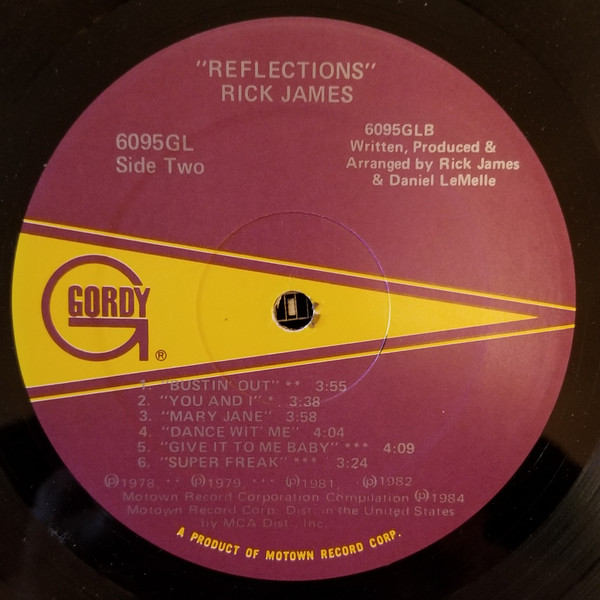 "REFLECTIONS"
RICK JAMES
6095GL
Side Two
6095GLB
Written, Produced &
Arranged by Rick James
& Daniel LeMelle
GORDY
®
1. "BUSTIN' OUT" ** 3:55
2. "YOU AND I" * 3:38
3. "MARY JANE" 3:58
4. "DANCE WIT' ME" 4:04
5. "GIVE IT TO ME BABY" *** 4:09
6. "SUPER FREAK" *** 3:24
℗1978, ** ℗1979, *** ℗1981, ℗1982
Motown Record Corporation Compilation ℗1984
Motown Record Corp. Dist. in the United States
by MCA Dist., Inc.
A PRODUCT OF MOTOWN RECORD CORP.